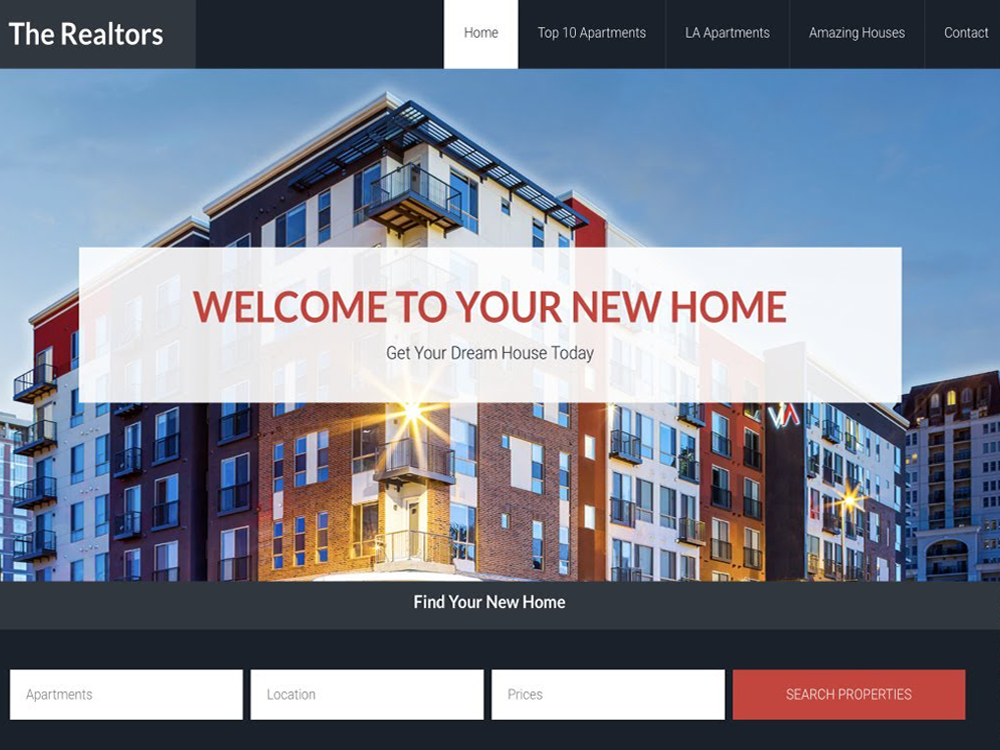 The Realtors
Home
Top 10 Apartments
LA Apartments
Amazing Houses
Contact
WELCOME TO YOUR NEW HOME
Get Your Dream House Today
VA
Find Your New Home
Apartments
Location
Prices
SEARCH PROPERTIES